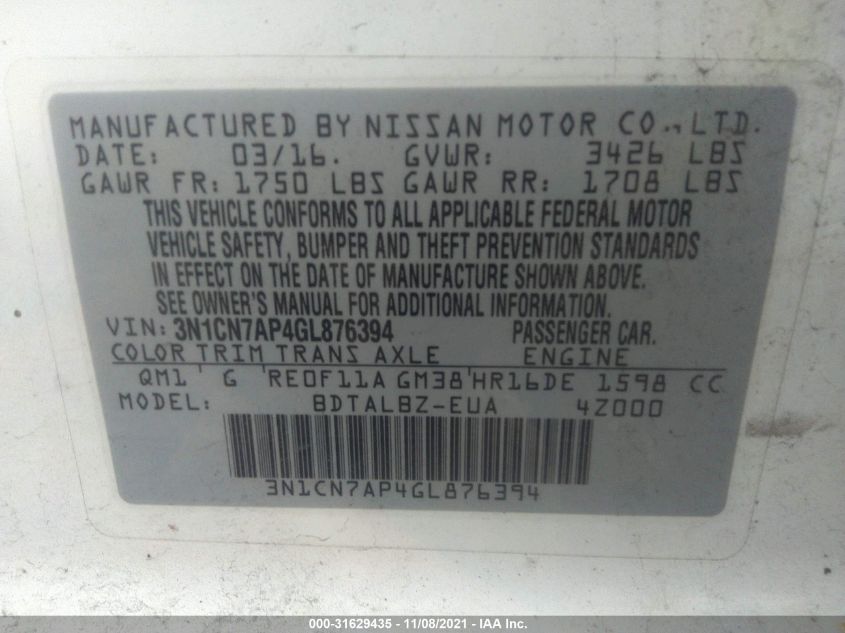 MANUFACTURED BY NISSAN MOTOR CO., LTD.
DATE: 03/16. GVWR: 3426 LBS
GAWR FR: 1750 LBS GAWR RR: 1708 LBS
THIS VEHICLE CONFORMS TO ALL APPLICABLE FEDERAL MOTOR
VEHICLE SAFETY, BUMPER AND THEFT PREVENTION STANDARDS
IN EFFECT ON THE DATE OF MANUFACTURE SHOWN ABOVE.
SEE OWNER'S MANUAL FOR ADDITIONAL INFORMATION.
VIN: 3N1CN7AP4GL876394 PASSENGER CAR.
COLOR TRIM TRANS AXLE ENGINE
QM1 G RE0F11A GM38 HR16DE 1598 CC
MODEL: BDTALBZ-EUA 4Z000
3N1CN7AP4GL876394
000-31629435 - 11/08/2021 - IAA Inc.